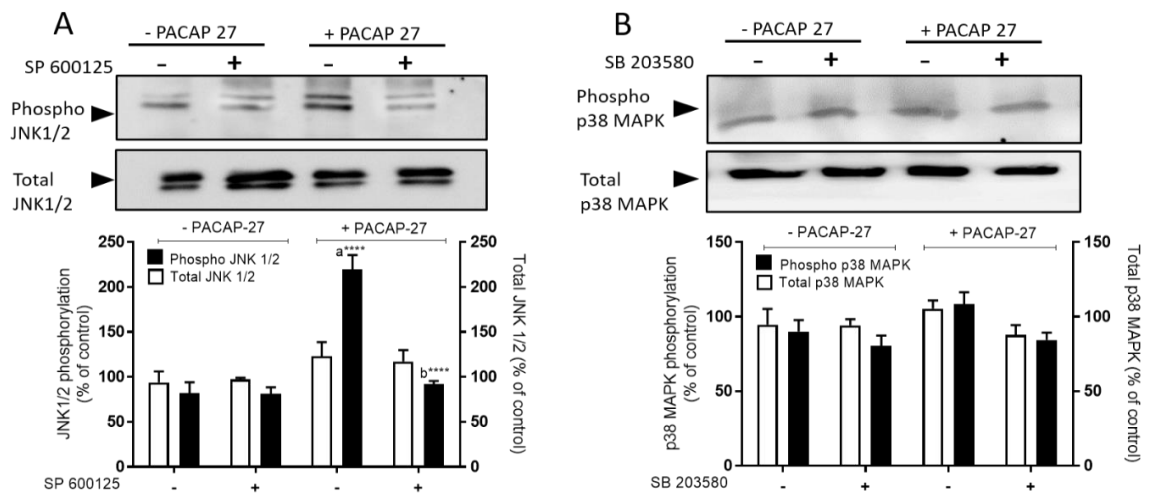 A
- PACAP 27
+ PACAP 27
SP 600125
– + – +
Phospho
JNK1/2
Total
JNK1/2
- PACAP-27
+ PACAP-27
250
200
150
100
50
0
JNK1/2 phosphorylation
(% of control)
Phospho JNK 1/2
Total JNK 1/2
a****
b****
250
200
150
100
50
0
Total JNK 1/2 (% of control)
SP 600125
- + - +
B
- PACAP 27
+ PACAP 27
SB 203580
– + – +
Phospho
p38 MAPK
Total
p38 MAPK
- PACAP-27
+ PACAP-27
150
100
50
0
p38 MAPK phosphorylation
(% of control)
Phospho p38 MAPK
Total p38 MAPK
150
100
50
0
Total p38 MAPK (% of control)
SB 203580
- + - +